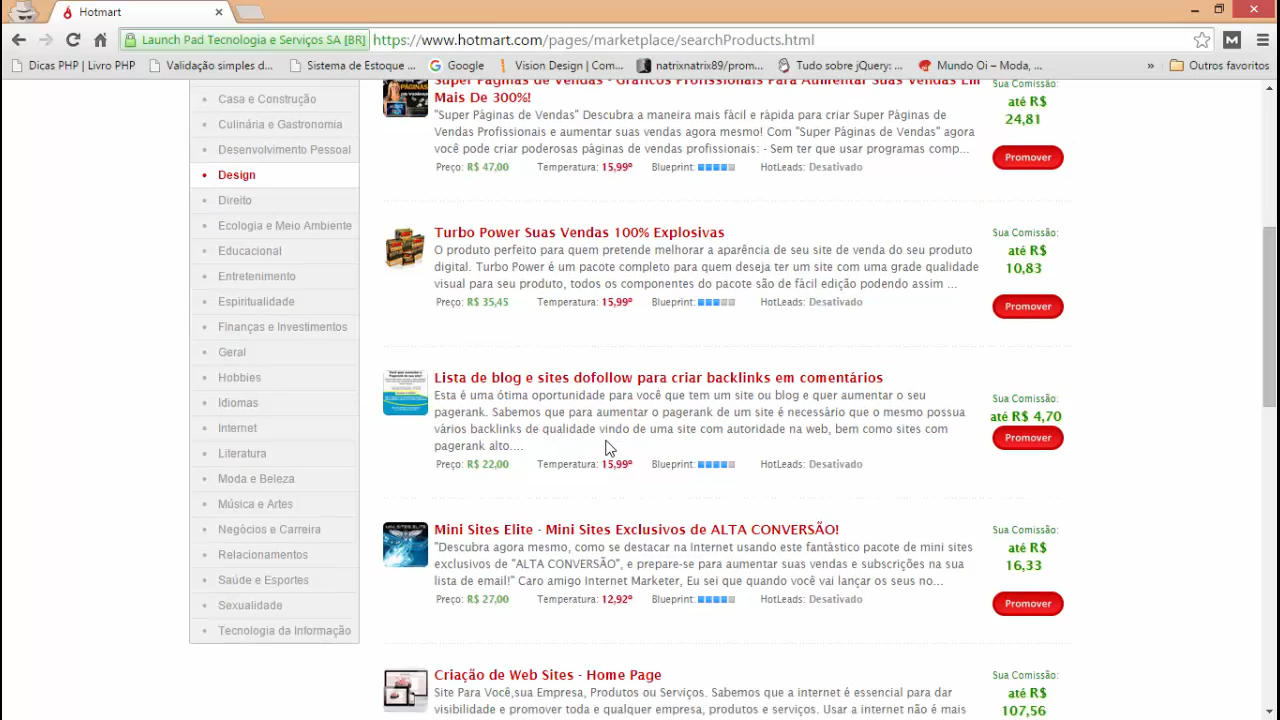 Hotmart
Launch Pad Tecnologia e Serviços SA [BR] https://www.hotmart.com/pages/marketplace/searchProducts.html
Dicas PHP | Livro PHP Validação simples d... Sistema de Estoque ... Google Vision Design | Com... natrixnatrix89/prom... Tudo sobre jQuery: ... Mundo Oi – Moda, ... » Outros favoritos
Casa e Construção
Culinária e Gastronomia
Desenvolvimento Pessoal
Design
Direito
Ecologia e Meio Ambiente
Educacional
Entretenimento
Espiritualidade
Finanças e Investimentos
Geral
Hobbies
Idiomas
Internet
Literatura
Moda e Beleza
Música e Artes
Negócios e Carreira
Relacionamentos
Saúde e Esportes
Sexualidade
Tecnologia da Informação
Super Páginas de Vendas - Gráficos Profissionais Para Aumentar Suas Vendas Em
Mais De 300%!
"Super Páginas de Vendas" Descubra a maneira mais fácil e rápida para criar Super Páginas de
Vendas Profissionais e aumentar suas vendas agora mesmo! Com "Super Páginas de Vendas" agora
você pode criar poderosas páginas de vendas profissionais: - Sem ter que usar programas comp...
Preço: R$ 47,00 Temperatura: 15,99º Blueprint: HotLeads: Desativado
Sua Comissão:
até R$
24,81
Promover
Turbo Power Suas Vendas 100% Explosivas
O produto perfeito para quem pretende melhorar a aparência de seu site de venda do seu produto
digital. Turbo Power é um pacote completo para quem deseja ter um site com uma grade qualidade
visual para seu produto, todos os componentes do pacote são de fácil edição podendo assim ...
Preço: R$ 35,45 Temperatura: 15,99º Blueprint: HotLeads: Desativado
Sua Comissão:
até R$
10,83
Promover
Lista de blog e sites dofollow para criar backlinks em comentários
Esta é uma ótima oportunidade para você que tem um site ou blog e quer aumentar o seu
pagerank. Sabemos que para aumentar o pagerank de um site é necessário que o mesmo possua
vários backlinks de qualidade vindo de uma site com autoridade na web, bem como sites com
pagerank alto....
Preço: R$ 22,00 Temperatura: 15,99º Blueprint: HotLeads: Desativado
Sua Comissão:
até R$ 4,70
Promover
Mini Sites Elite - Mini Sites Exclusivos de ALTA CONVERSÃO!
"Descubra agora mesmo, como se destacar na Internet usando este fantàstico pacote de mini sites
exclusivos de "ALTA CONVERSÃO", e prepare-se para aumentar suas vendas e subscrições na sua
lista de email!" Caro amigo Internet Marketer, Eu sei que quando você vai lançar os seus no...
Preço: R$ 27,00 Temperatura: 12,92º Blueprint: HotLeads: Desativado
Sua Comissão:
até R$
16,33
Promover
Criação de Web Sites - Home Page
Site Para Você,sua Empresa, Produtos ou Serviços. Sabemos que a internet é essencial para dar
visibilidade e promover toda e qualquer empresa, produtos e serviços. Usar a internet não é mais
Sua Comissão:
até R$
107,56